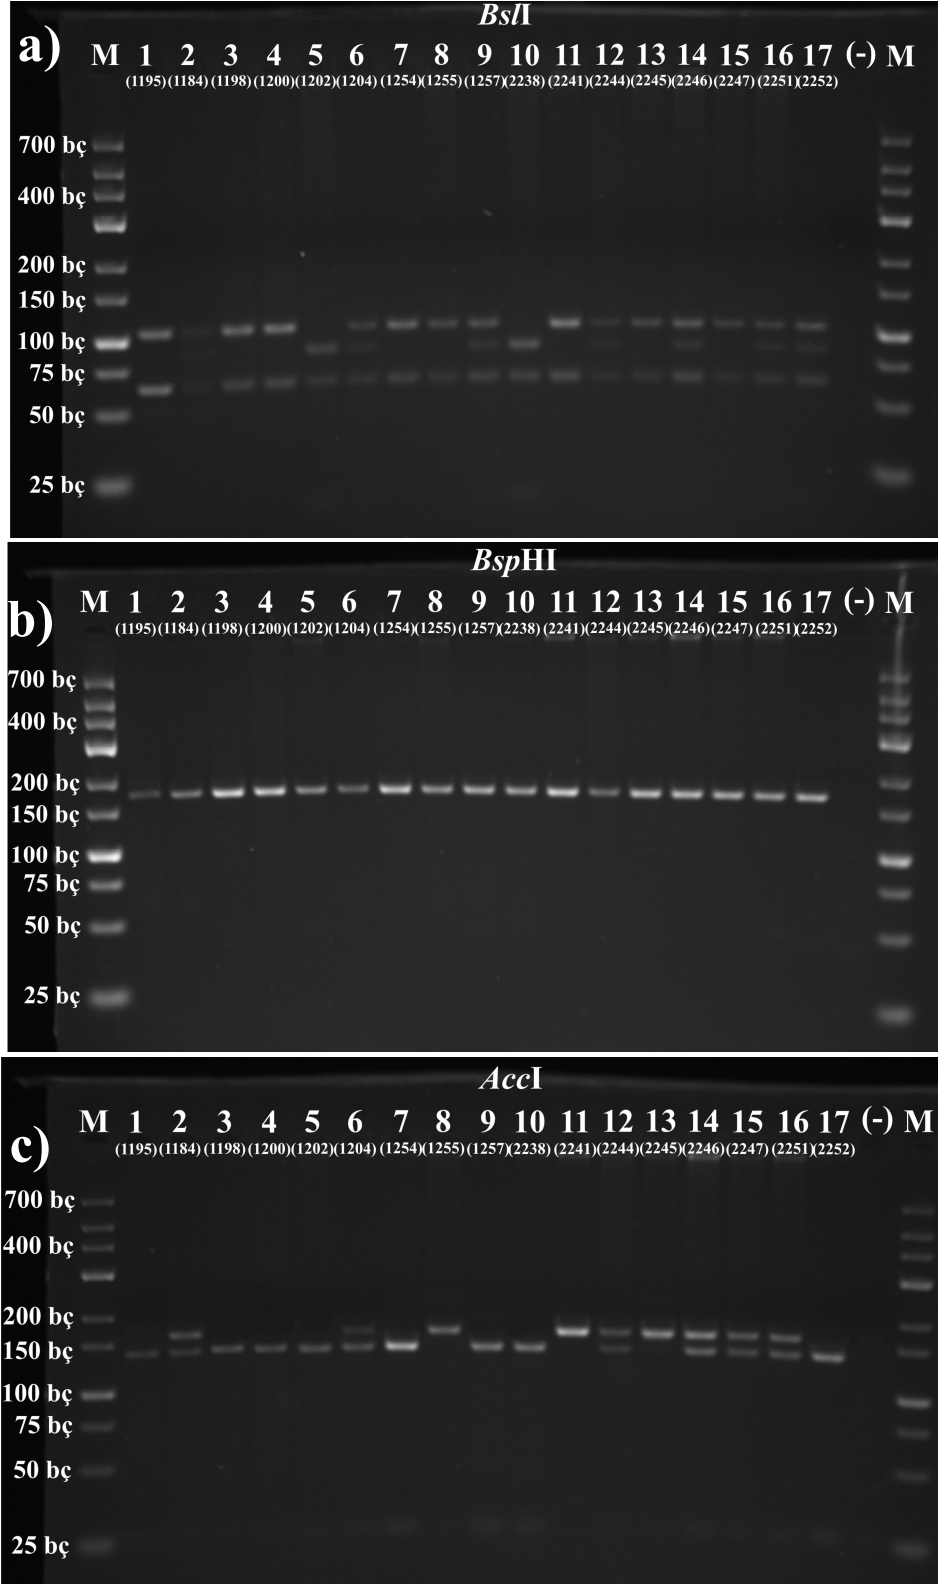 BslI
a) M 1 2 3 4 5 6 7 8 9 10 11 12 13 14 15 16 17 (-) M
(1195)(1184)(1198)(1200)(1202)(1204)(1254)(1255)(1257)(2238)(2241)(2244)(2245)(2246)(2247)(2251)(2252)
700 bç
400 bç
200 bç
150 bç
100 bç
75 bç
50 bç
25 bç
BspHI
b) M 1 2 3 4 5 6 7 8 9 10 11 12 13 14 15 16 17 (-) M
(1195)(1184)(1198)(1200)(1202)(1204)(1254)(1255)(1257)(2238)(2241)(2244)(2245)(2246)(2247)(2251)(2252)
700 bç
400 bç
200 bç
150 bç
100 bç
75 bç
50 bç
25 bç
AccI
c) M 1 2 3 4 5 6 7 8 9 10 11 12 13 14 15 16 17 (-) M
(1195)(1184)(1198)(1200)(1202)(1204)(1254)(1255)(1257)(2238)(2241)(2244)(2245)(2246)(2247)(2251)(2252)
700 bç
400 bç
200 bç
150 bç
100 bç
75 bç
50 bç
25 bç